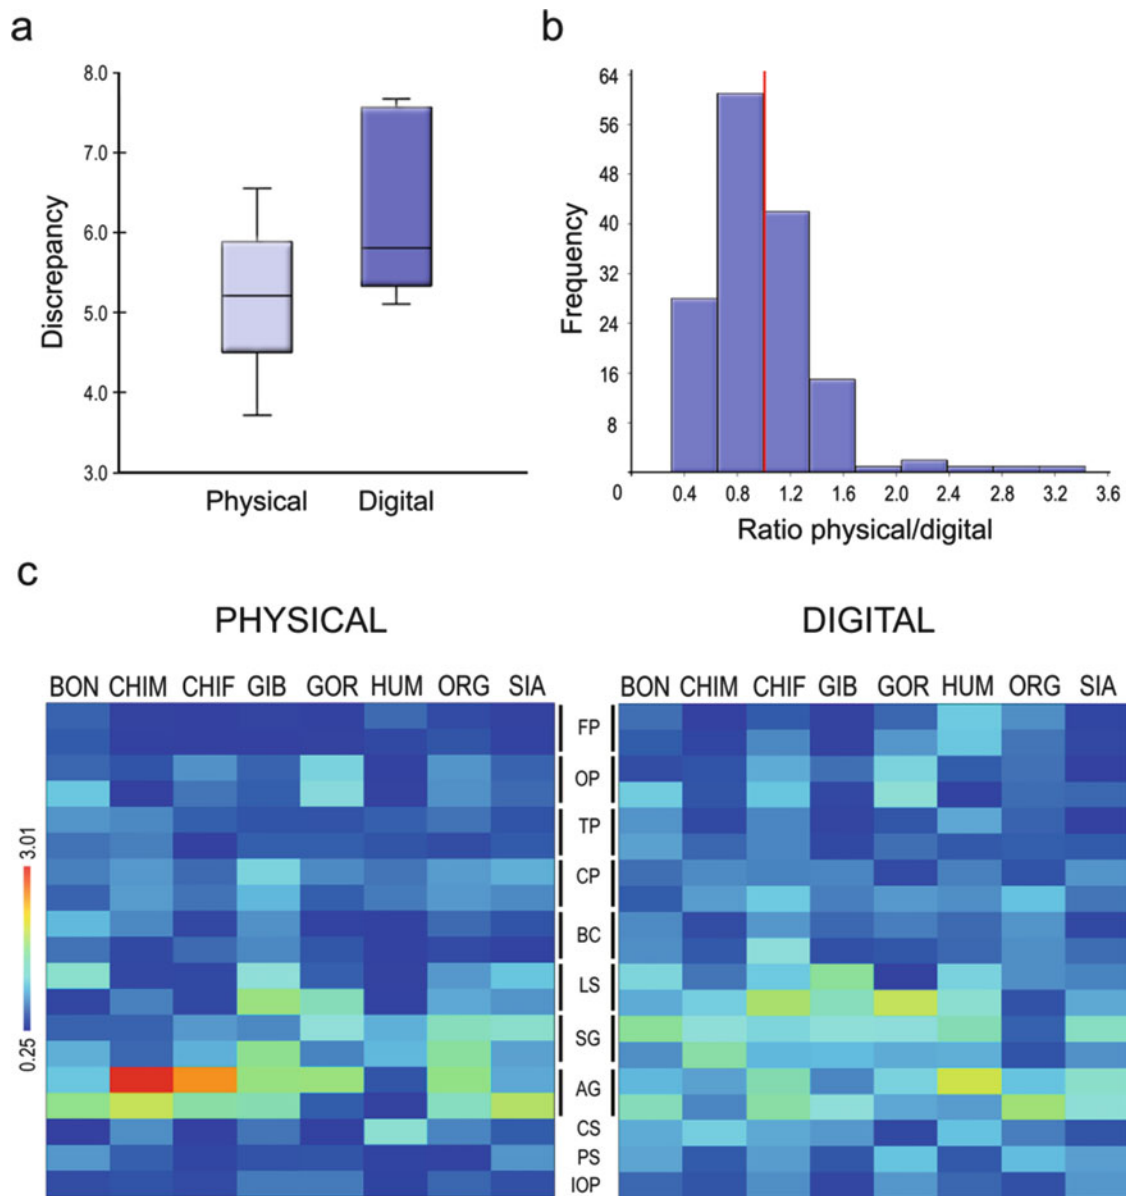 a
8.0
7.0
6.0
5.0
4.0
3.0
Discrepancy
Physical Digital
b
64
56
48
40
32
24
16
8
Frequency
0 0.4 0.8 1.2 1.6 2.0 2.4 2.8 3.2 3.6
Ratio physical/digital
c
PHYSICAL
DIGITAL
BON CHIM CHIF GIB GOR HUM ORG SIA
BON CHIM CHIF GIB GOR HUM ORG SIA
3.01
0.25
FP
OP
TP
CP
BC
LS
SG
AG
CS
PS
IOP